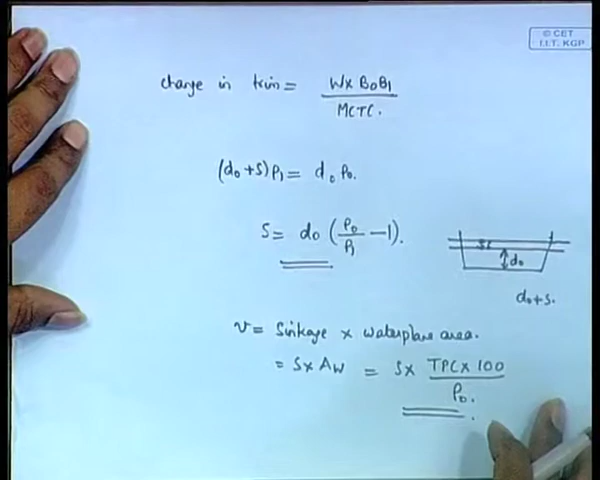 © CET
I.I.T. KGP
change in trim = W x B0B1 / MCTC.
(d0+S)ρ1 = d0 ρ0.
S = d0 (ρ0/ρ1 - 1).
S
d0
d0+S.
v = Sinkage x waterplane area.
= S x AW = S x TPC x 100 / ρ0.